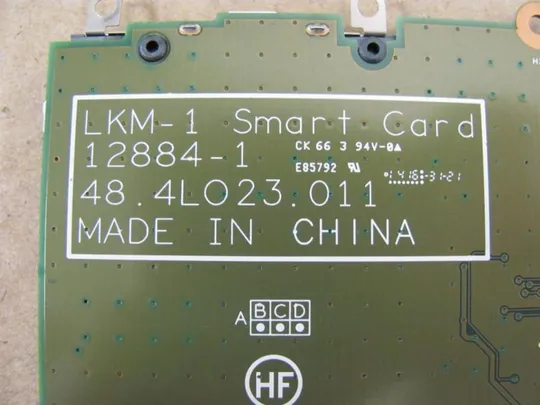 LKM-1 Smart Card
12884-1
CK 66 3 94V-0▲
E85792
48.4LO23.011
MADE IN CHINA
A
BCD
HF